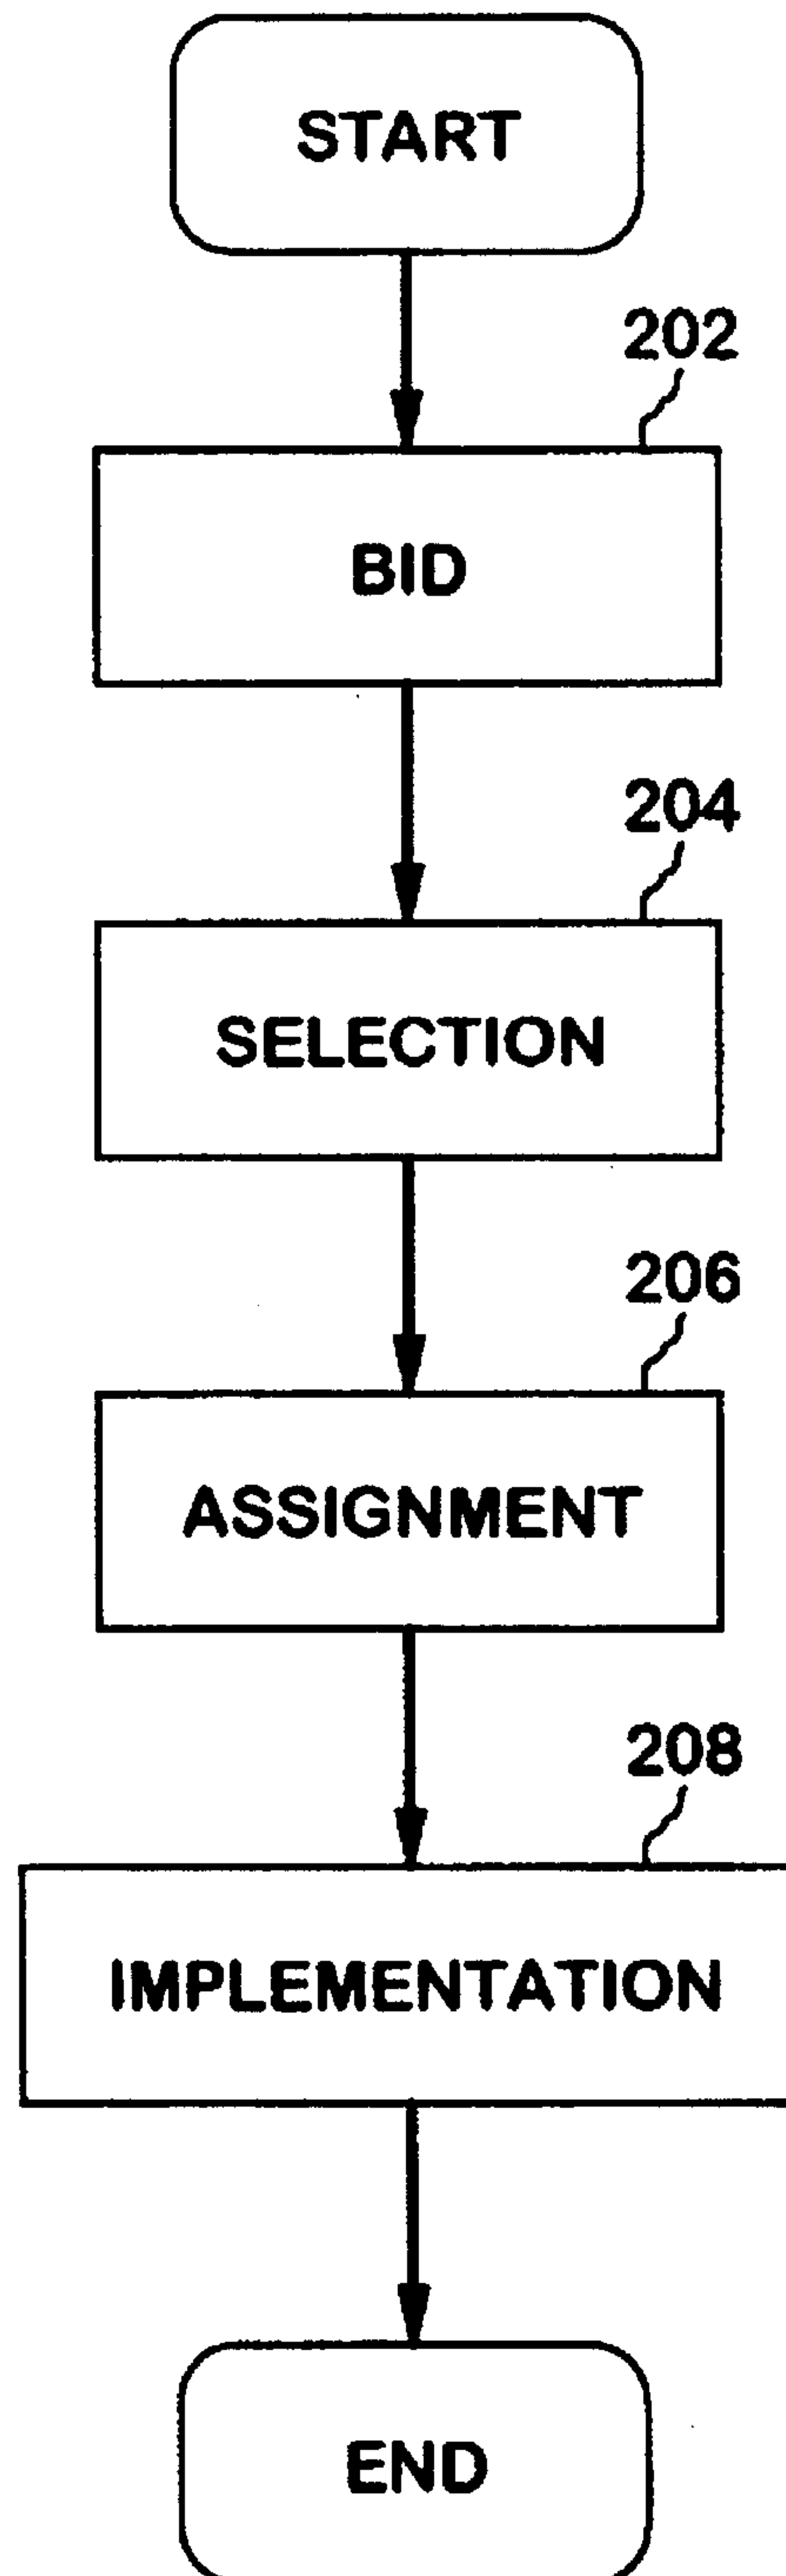 START
202
BID
204
SELECTION
206
ASSIGNMENT
208
IMPLEMENTATION
END